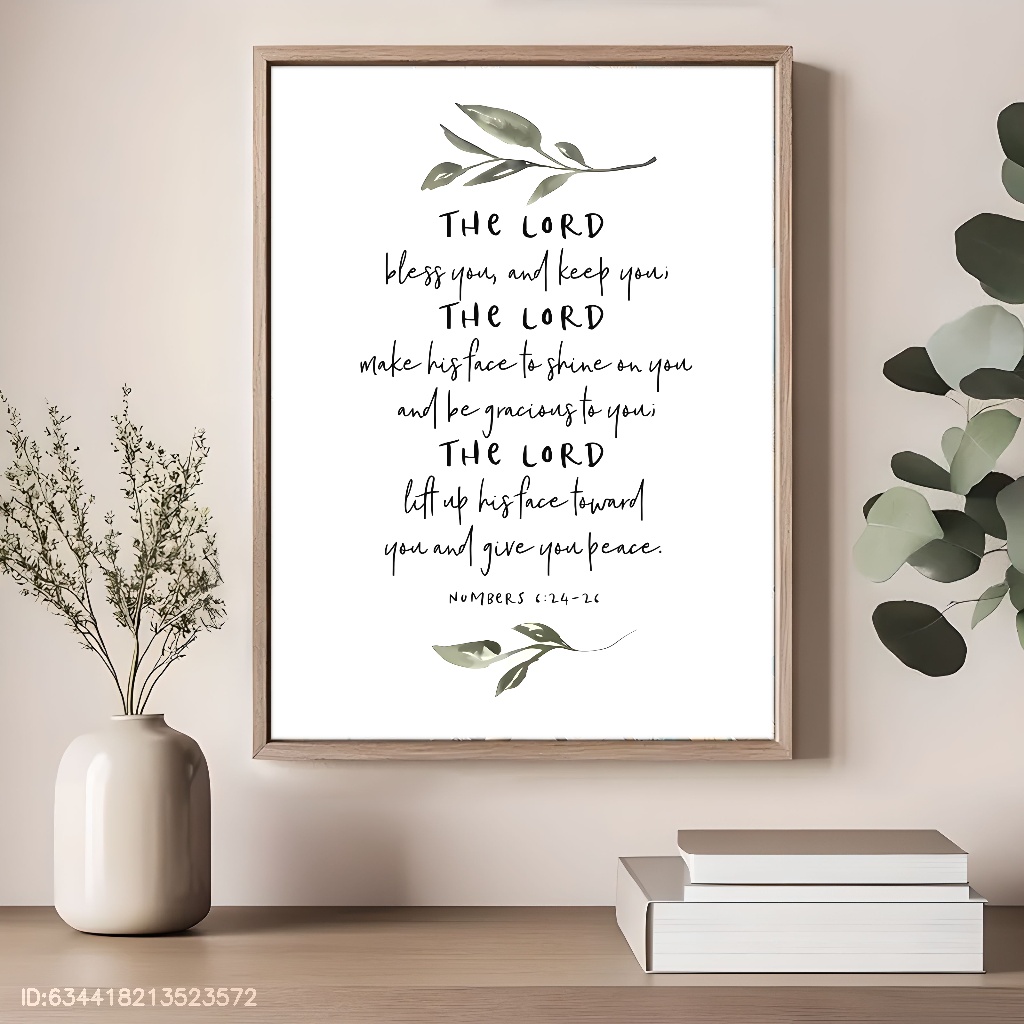 THE LORD
bless you, and keep you;
THE LORD
make his face to shine on you
and be gracious to you;
THE LORD
lift up his face toward
you and give you peace.
NUMBERS 6:24-26
ID:634418213523572